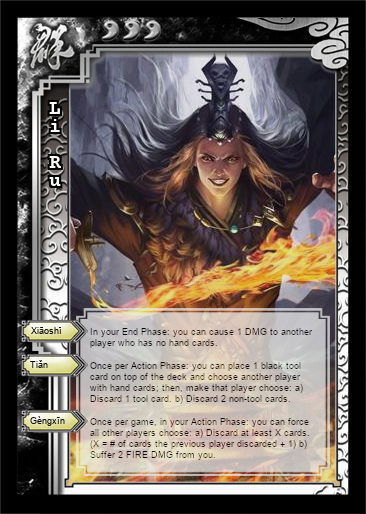 群
Li Ru
Xiāoshǐ
In your End Phase: you can cause 1 DMG to another
player who has no hand cards.
Tiǎn
Once per Action Phase: you can place 1 black tool
card on top of the deck and choose another player
with hand cards; then, make that player choose: a)
Discard 1 tool card. b) Discard 2 non-tool cards.
Gèngxīn
Once per game, in your Action Phase: you can force
all other players choose: a) Discard at least X cards.
(X = # of cards the previous player discarded + 1) b)
Suffer 2 FIRE DMG from you.